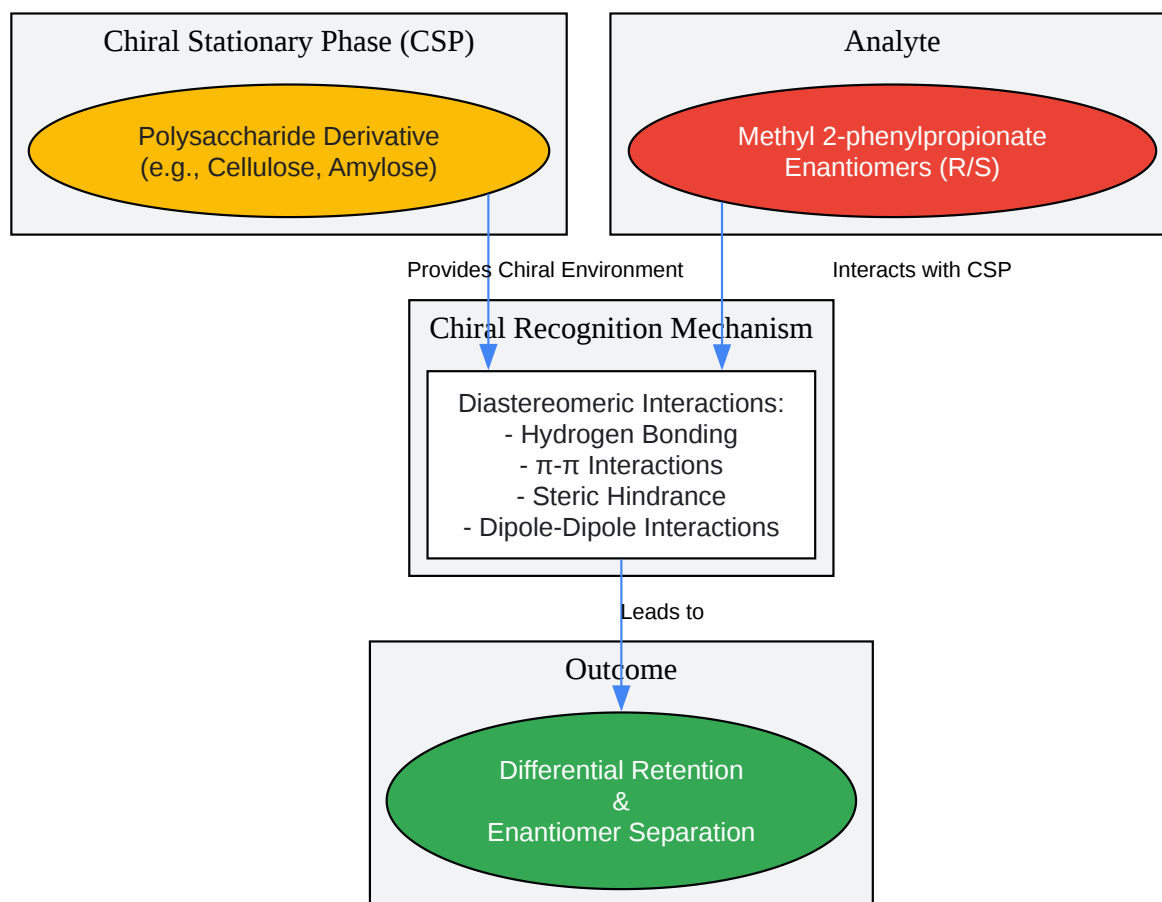 Chiral Stationary Phase (CSP)
Polysaccharide Derivative
(e.g., Cellulose, Amylose)
Analyte
Methyl 2-phenylpropionate
Enantiomers (R/S)
Provides Chiral Environment
Interacts with CSP
Chiral Recognition Mechanism
Diastereomeric Interactions:
- Hydrogen Bonding
- π-π Interactions
- Steric Hindrance
- Dipole-Dipole Interactions
Leads to
Outcome
Differential Retention
&
Enantiomer Separation